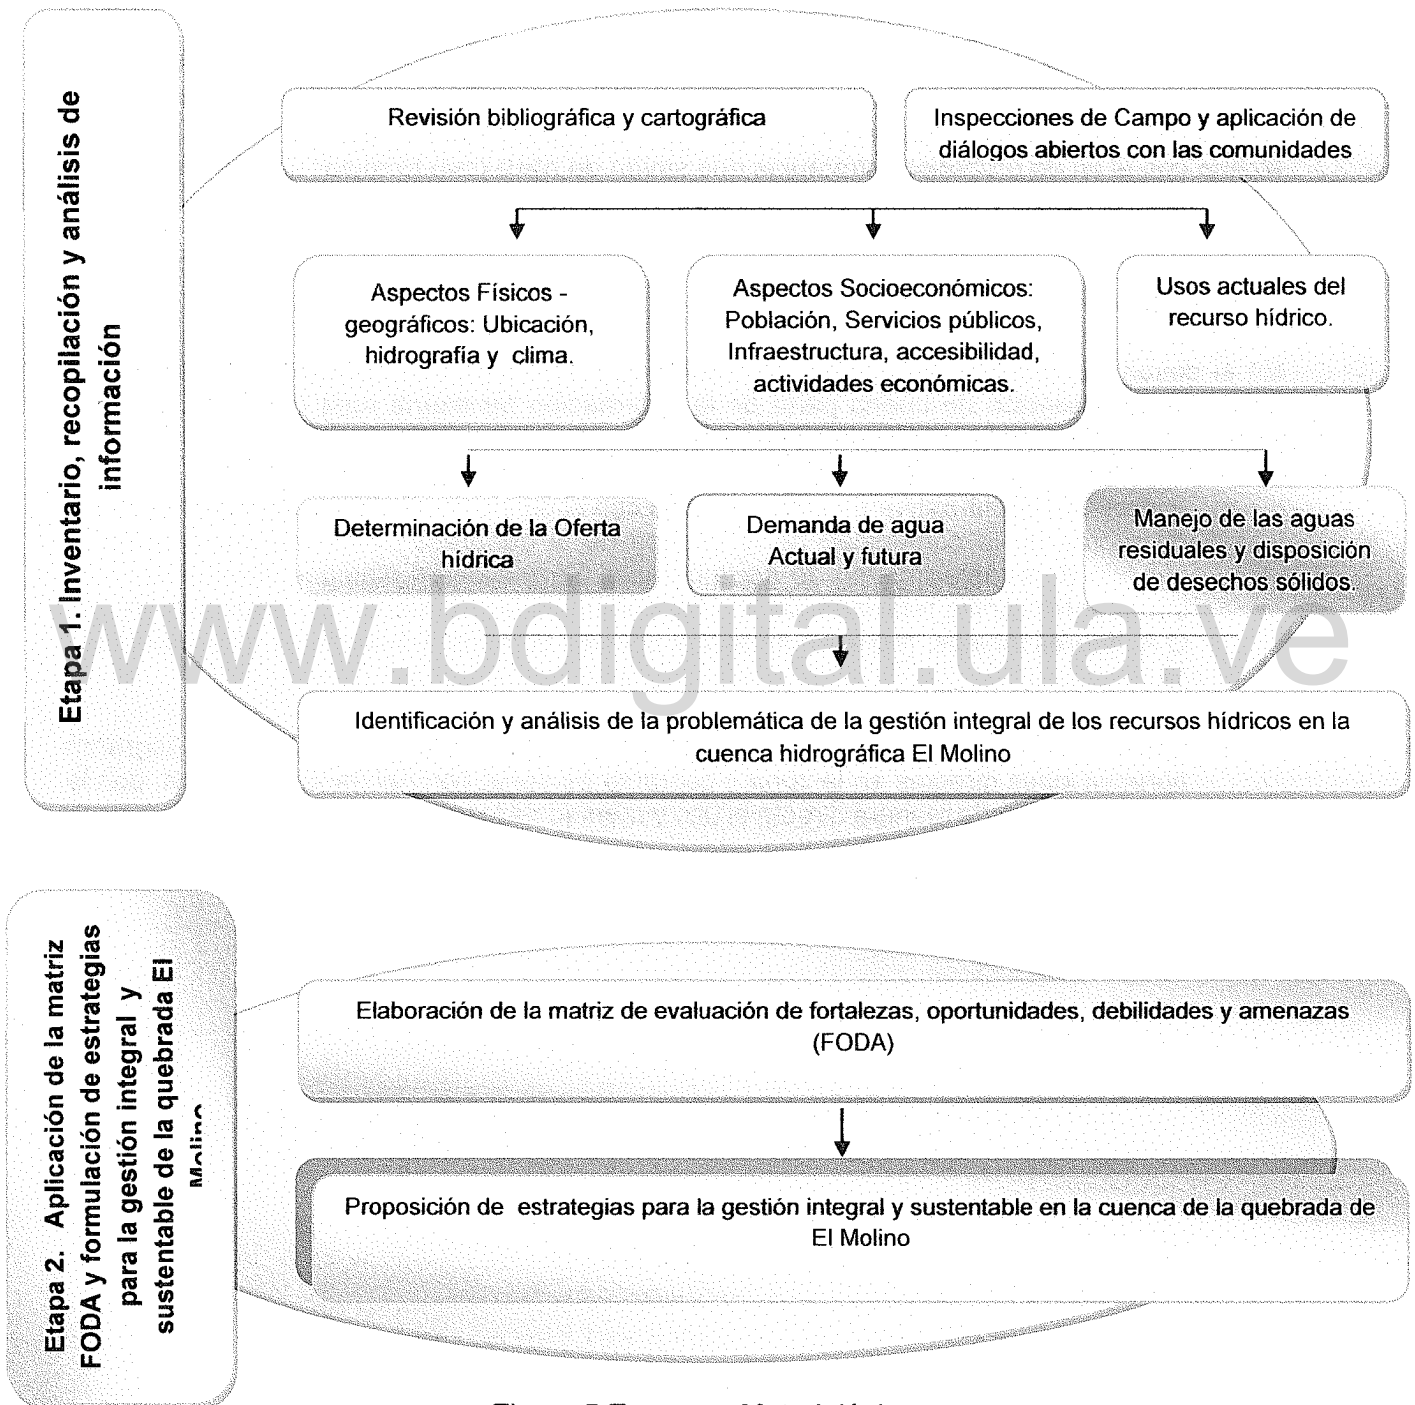 Etapa 1. Inventario, recopilación y análisis de
información
Revisión bibliográfica y cartográfica
Inspecciones de Campo y aplicación de
diálogos abiertos con las comunidades
Aspectos Físicos -
geográficos: Ubicación,
hidrografía y clima.
Aspectos Socioeconómicos:
Población, Servicios públicos,
Infraestructura, accesibilidad,
actividades económicas.
Usos actuales del
recurso hídrico.
Determinación de la Oferta
hídrica
Demanda de agua
Actual y futura
Manejo de las aguas
residuales y disposición
de desechos sólidos.
www.bdigital.ula.ve
Identificación y análisis de la problemática de la gestión integral de los recursos hídricos en la
cuenca hidrográfica El Molino
Etapa 2. Aplicación de la matriz
FODA y formulación de estrategias
para la gestión integral y
sustentable de la quebrada El
Molino
Elaboración de la matriz de evaluación de fortalezas, oportunidades, debilidades y amenazas
(FODA)
Proposición de estrategias para la gestión integral y sustentable en la cuenca de la quebrada de
El Molino